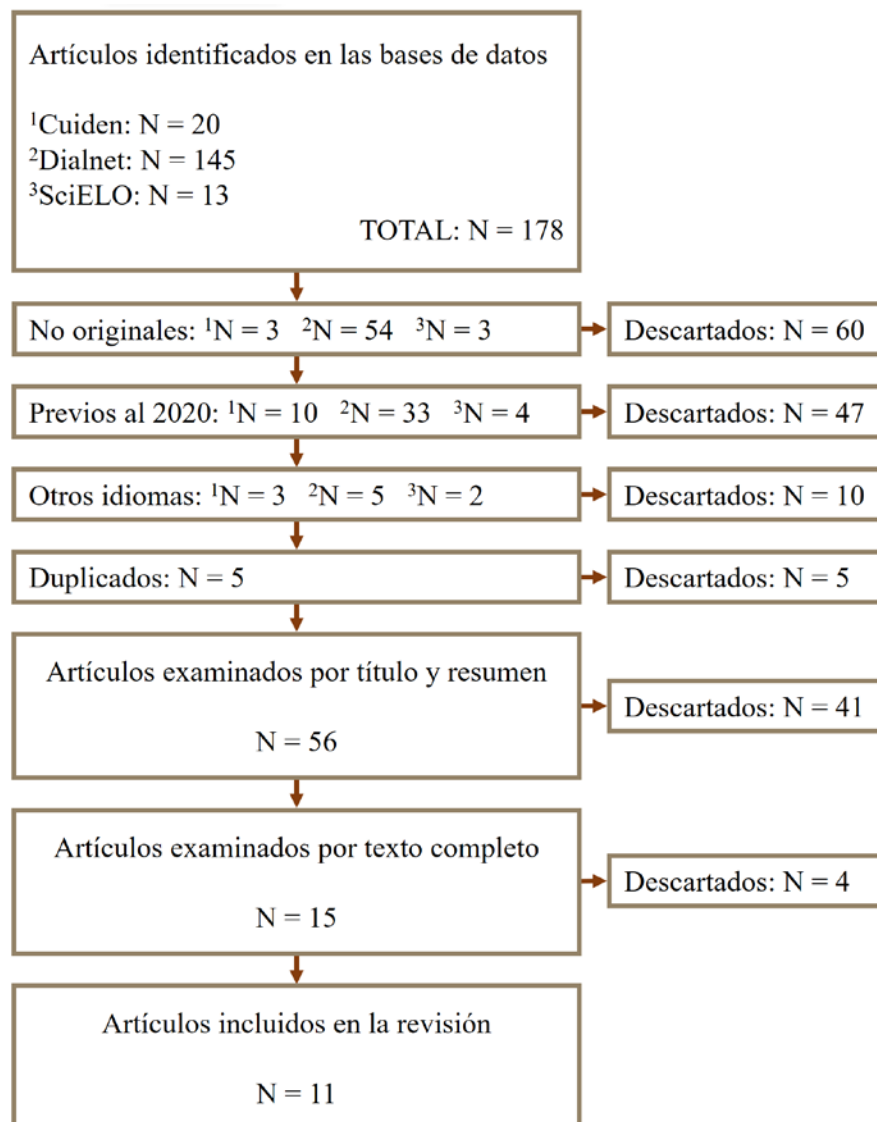 Artículos identificados en las bases de datos
¹Cuiden: N = 20
²Dialnet: N = 145
³SciELO: N = 13
TOTAL: N = 178
No originales: ¹N = 3 ²N = 54 ³N = 3
Descartados: N = 60
Previos al 2020: ¹N = 10 ²N = 33 ³N = 4
Descartados: N = 47
Otros idiomas: ¹N = 3 ²N = 5 ³N = 2
Descartados: N = 10
Duplicados: N = 5
Descartados: N = 5
Artículos examinados por título y resumen
N = 56
Descartados: N = 41
Artículos examinados por texto completo
N = 15
Descartados: N = 4
Artículos incluidos en la revisión
N = 11